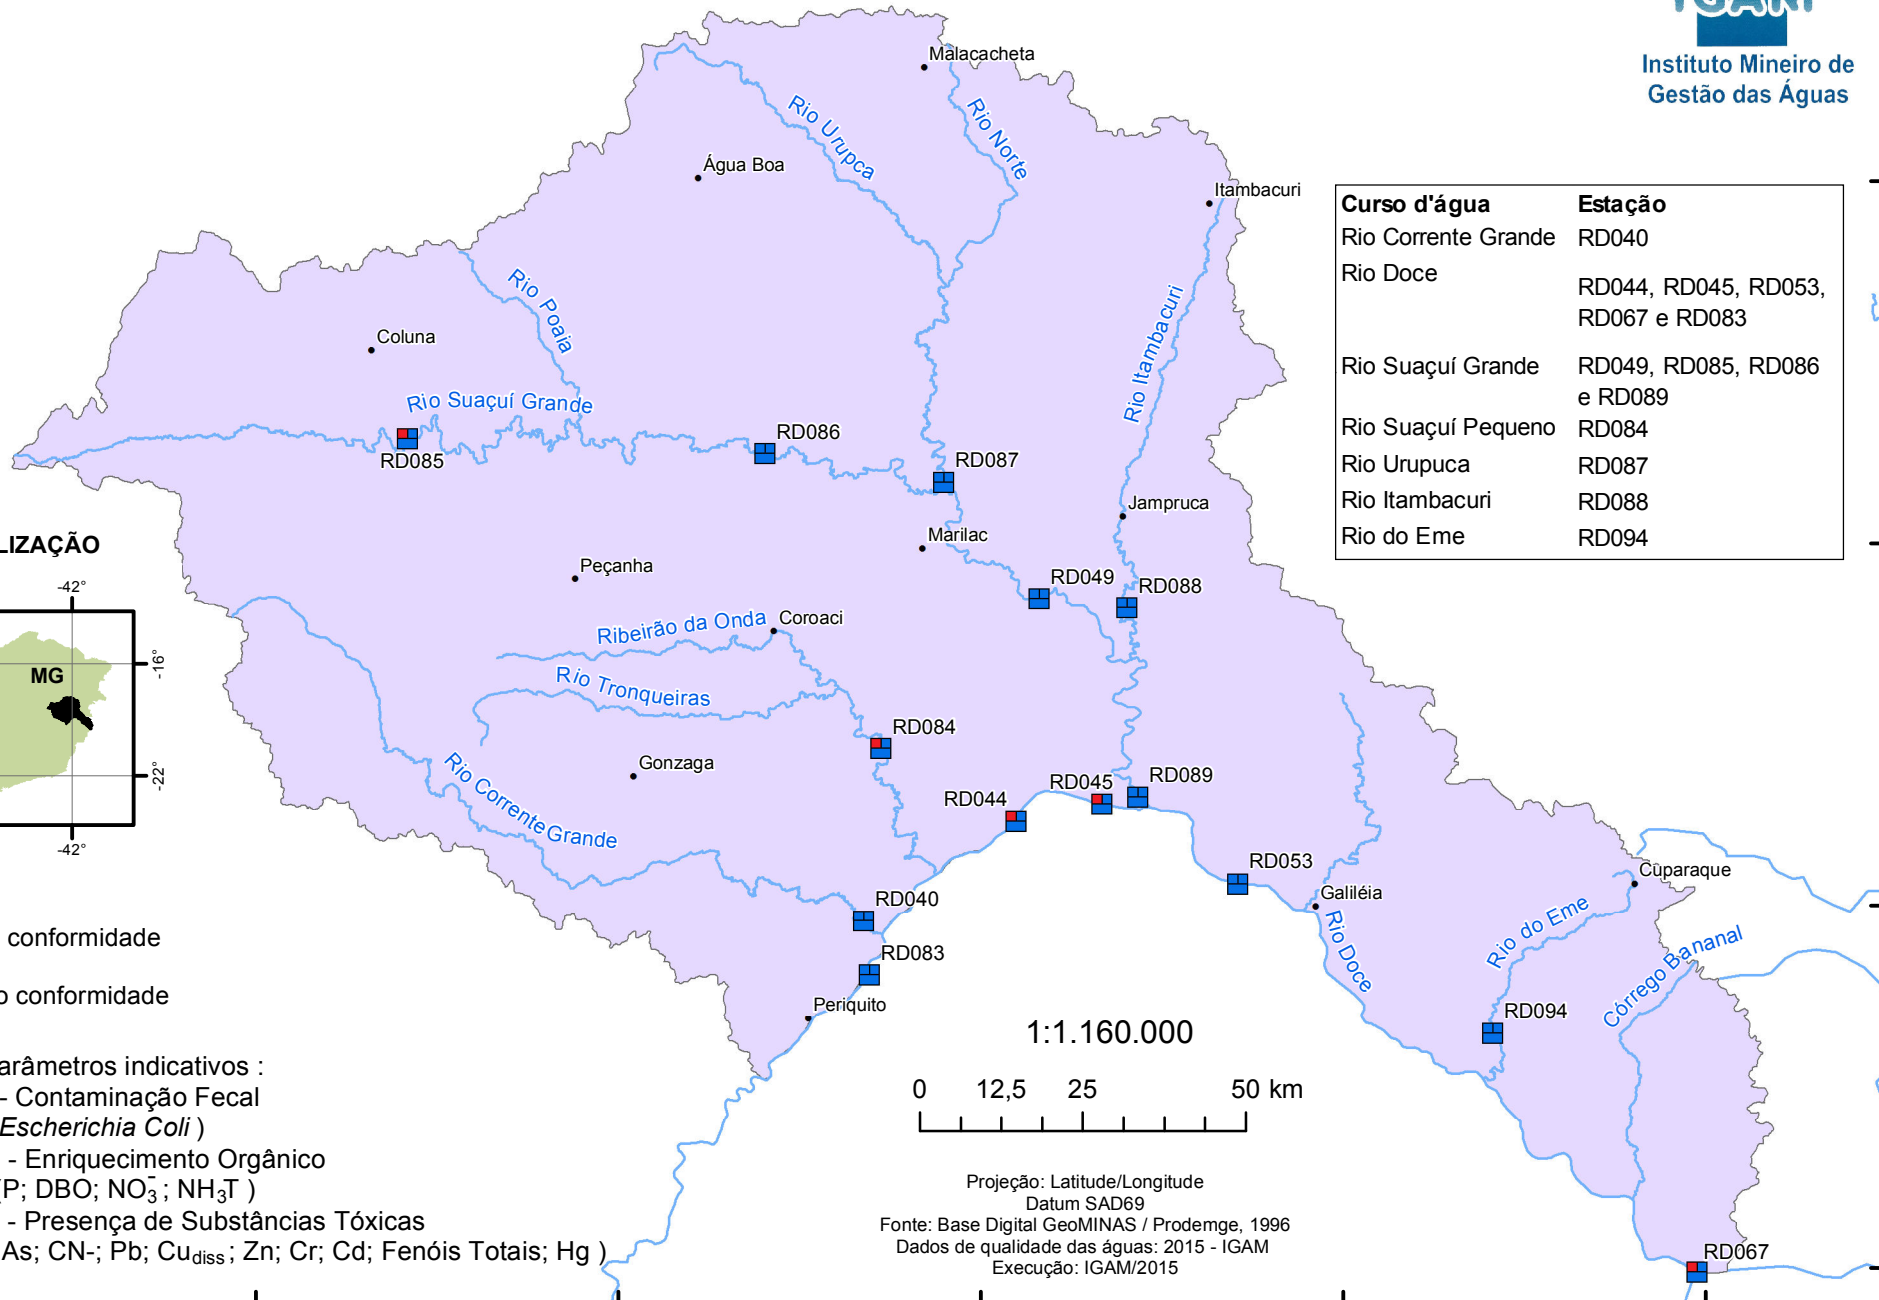 IGAM
Instituto Mineiro de
Gestão das Águas
Malacacheta
Rio Urupca
Rio Norte
Água Boa
Itambacuri
Curso d'água Estação
Rio Corrente Grande RD040
Rio Doce
RD044, RD045, RD053,
RD067 e RD083
Rio Suaçuí Grande RD049, RD085, RD086
e RD089
Rio Suaçuí Pequeno RD084
Rio Urupuca RD087
Rio Itambacuri RD088
Rio do Eme RD094
Rio Poaia
Rio Itambacuri
Coluna
Rio Suaçuí Grande
RD085
RD086
RD087
Jampruca
Marilac
LIZAÇÃO
-42°
MG
-16°
-22°
-42°
Peçanha
RD049
RD088
Ribeirão da Onda
Coroaci
Rio Tronqueiras
RD084
Gonzaga
Rio Corrente Grande
RD044
RD045
RD089
RD053
Galiléia
Cuparaque
RD040
Rio Doce
Rio do Eme
Córrego Bananal
RD083
Periquito
RD094
conformidade
o conformidade
arâmetros indicativos :
- Contaminação Fecal
Escherichia Coli )
- Enriquecimento Orgânico
(P; DBO; NO₃⁻; NH₃T )
- Presença de Substâncias Tóxicas
As; CN-; Pb; Cu diss; Zn; Cr; Cd; Fenóis Totais; Hg )
1:1.160.000
0 12,5 25 50 km
Projeção: Latitude/Longitude
Datum SAD69
Fonte: Base Digital GeoMINAS / Prodemge, 1996
Dados de qualidade das águas: 2015 - IGAM
Execução: IGAM/2015
RD067